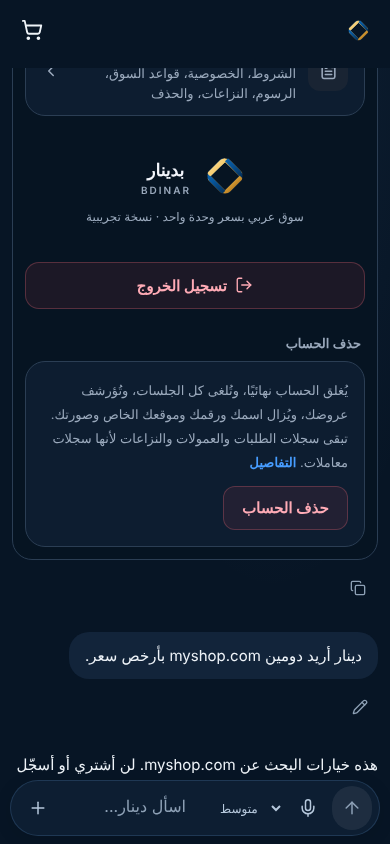 الشروط، الخصوصية، قواعد السوق،
الرسوم، النزاعات، والحذف
بدينار
BDINAR
سوق عربي بسعر وحدة واحد · نسخة تجريبية
تسجيل الخروج
حذف الحساب
يُغلق الحساب نهائيًا، وتُلغى كل الجلسات، وتُؤرشف
عروضك، ويُزال اسمك ورقمك وموقعك الخاص وصورتك.
تبقى سجلات الطلبات والعمولات والنزاعات لأنها سجلات
معاملات. التفاصيل
حذف الحساب
دينار أريد دومين myshop.com بأرخص سعر.
هذه خيارات البحث عن myshop.com. لن أشتري أو أسجّل
اسأل دينار...
متوسط